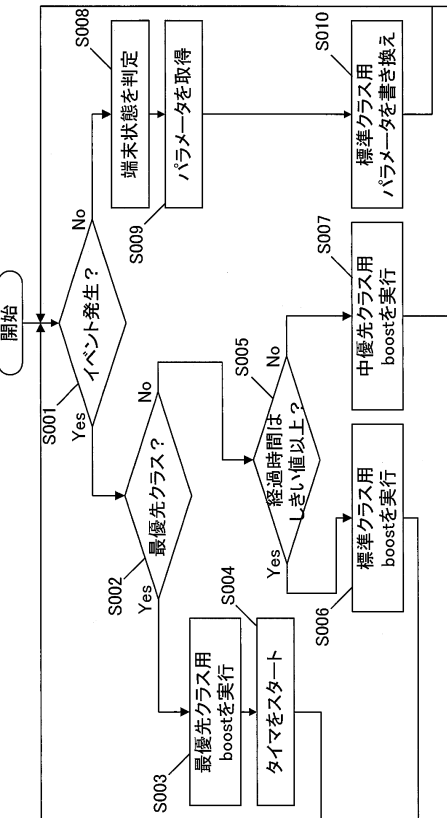 開始
S001
イベント発生？
Yes
No
S002
最優先クラス？
Yes
No
S003
最優先クラス用
boostを実行
S004
タイマをスタート
S005
経過時間は
しきい値以上？
Yes
No
S006
標準クラス用
boostを実行
S007
中優先クラス用
boostを実行
S008
端末状態を判定
S009
パラメータを取得
S010
標準クラス用
パラメータを書き換え